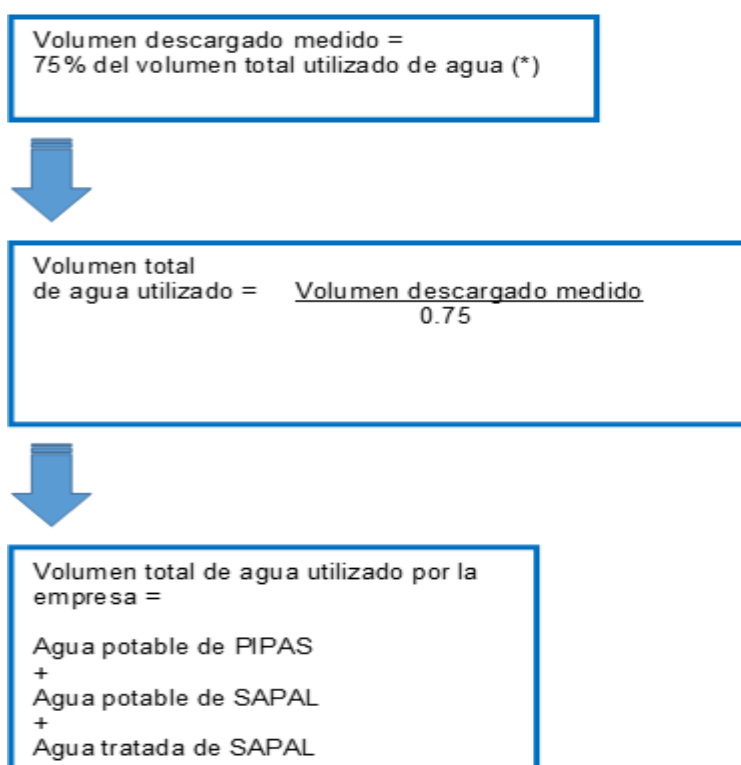 Volumen descargado medido =
75% del volumen total utilizado de agua (*)
Volumen total
de agua utilizado = Volumen descargado medido
0.75
Volumen total de agua utilizado por la
empresa =
Agua potable de PIPAS
+
Agua potable de SAPAL
+
Agua tratada de SAPAL